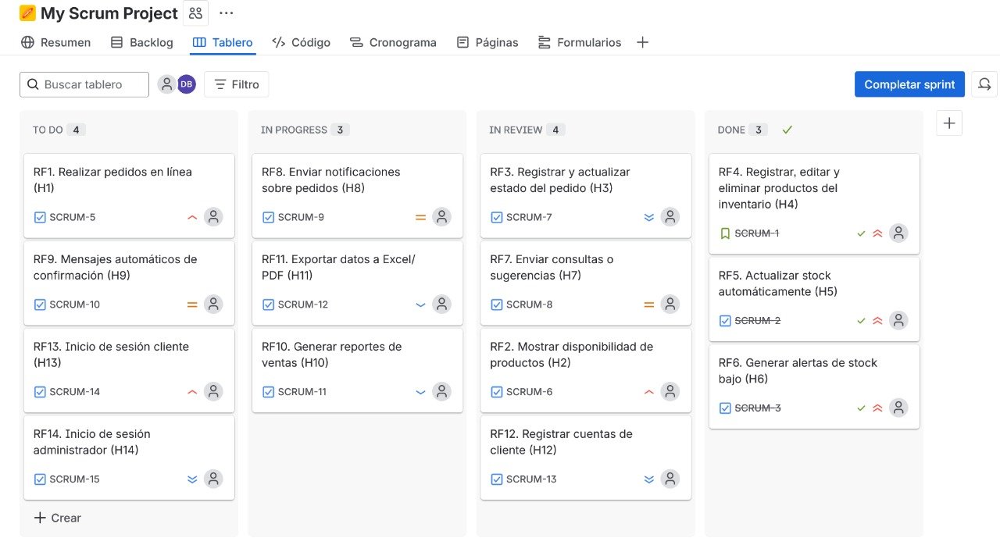 My Scrum Project
Resumen
Backlog
Tablero
Código
Cronograma
Páginas
Formularios
Buscar tablero
DB
Filtro
Completar sprint
TO DO 4
RF1. Realizar pedidos en línea
(H1)
SCRUM-5
RF9. Mensajes automáticos de
confirmación (H9)
SCRUM-10
RF13. Inicio de sesión cliente
(H13)
SCRUM-14
RF14. Inicio de sesión
administrador (H14)
SCRUM-15
Crear
IN PROGRESS 3
RF8. Enviar notificaciones
sobre pedidos (H8)
SCRUM-9
RF11. Exportar datos a Excel/
PDF (H11)
SCRUM-12
RF10. Generar reportes de
ventas (H10)
SCRUM-11
IN REVIEW 4
RF3. Registrar y actualizar
estado del pedido (H3)
SCRUM-7
RF7. Enviar consultas o
sugerencias (H7)
SCRUM-8
RF2. Mostrar disponibilidad de
productos (H2)
SCRUM-6
RF12. Registrar cuentas de
cliente (H12)
SCRUM-13
DONE 3
RF4. Registrar, editar y
eliminar productos del
inventario (H4)
SCRUM-1
RF5. Actualizar stock
automáticamente (H5)
SCRUM-2
RF6. Generar alertas de stock
bajo (H6)
SCRUM-3